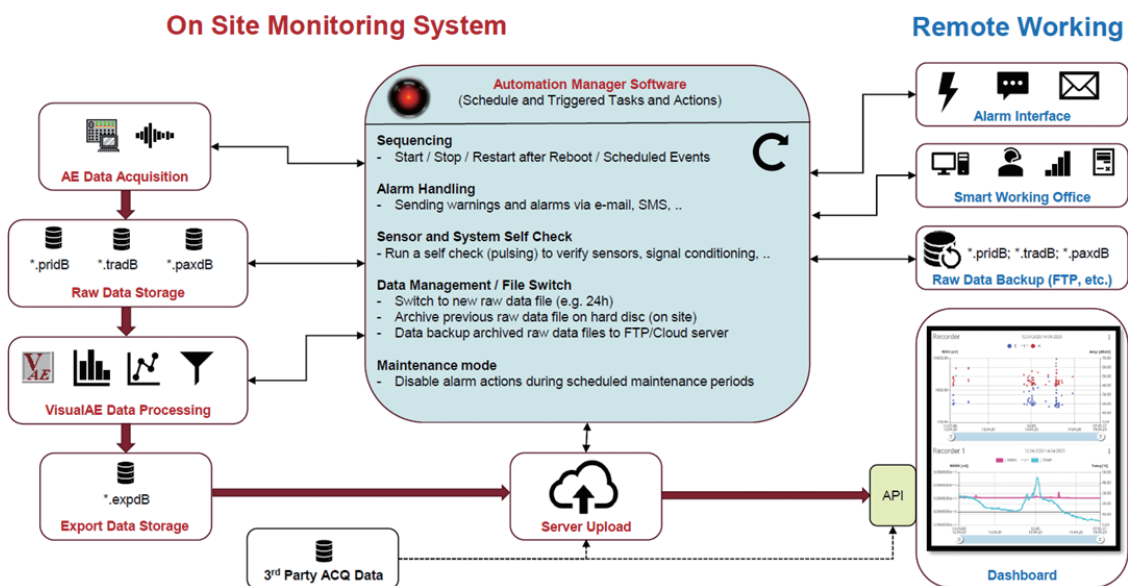 On Site Monitoring System
Remote Working
Automation Manager Software
(Schedule and Triggered Tasks and Actions)
Sequencing
- Start / Stop / Restart after Reboot / Scheduled Events
Alarm Handling
- Sending warnings and alarms via e-mail, SMS, ..
Sensor and System Self Check
- Run a self check (pulsing) to verify sensors, signal conditioning, ..
Data Management / File Switch
- Switch to new raw data file (e.g. 24h)
- Archive previous raw data file on hard disc (on site)
- Data backup archived raw data files to FTP/Cloud server
Maintenance mode
- Disable alarm actions during scheduled maintenance periods
AE Data Acquisition
*.pridB *.tradB *.paxdB
Raw Data Storage
V
AE
VisualAE Data Processing
*.expdB
Export Data Storage
3rd Party ACQ Data
Server Upload
API
Alarm Interface
Smart Working Office
*.pridB; *.tradB; *.paxdB
Raw Data Backup (FTP, etc.)
Recorder
Recorder 1
Dashboard